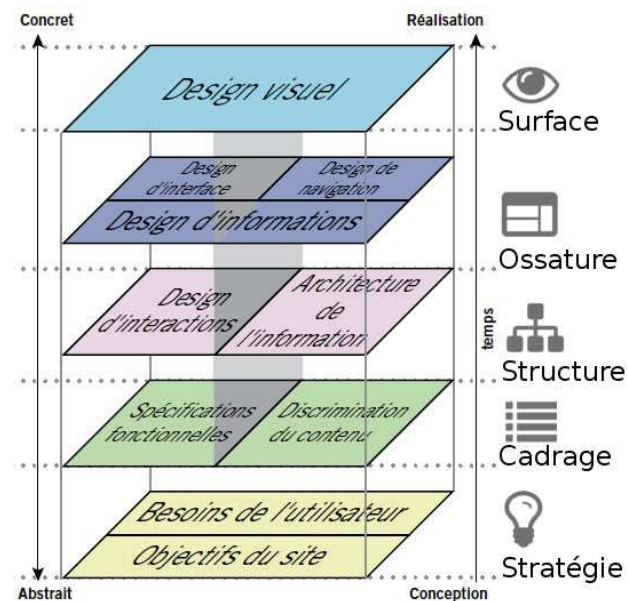 Concret
Réalisation
Design visuel
Surface
Design
d'interface
Design de
navigation
Design d'informations
Ossature
Design
d'interactions
Architecture
de
l'information
temps
Structure
Spécifications
fonctionnelles
Discrimination
du contenu
Cadrage
Besoins de l'utilisateur
Objectifs du site
Stratégie
Abstrait
Conception